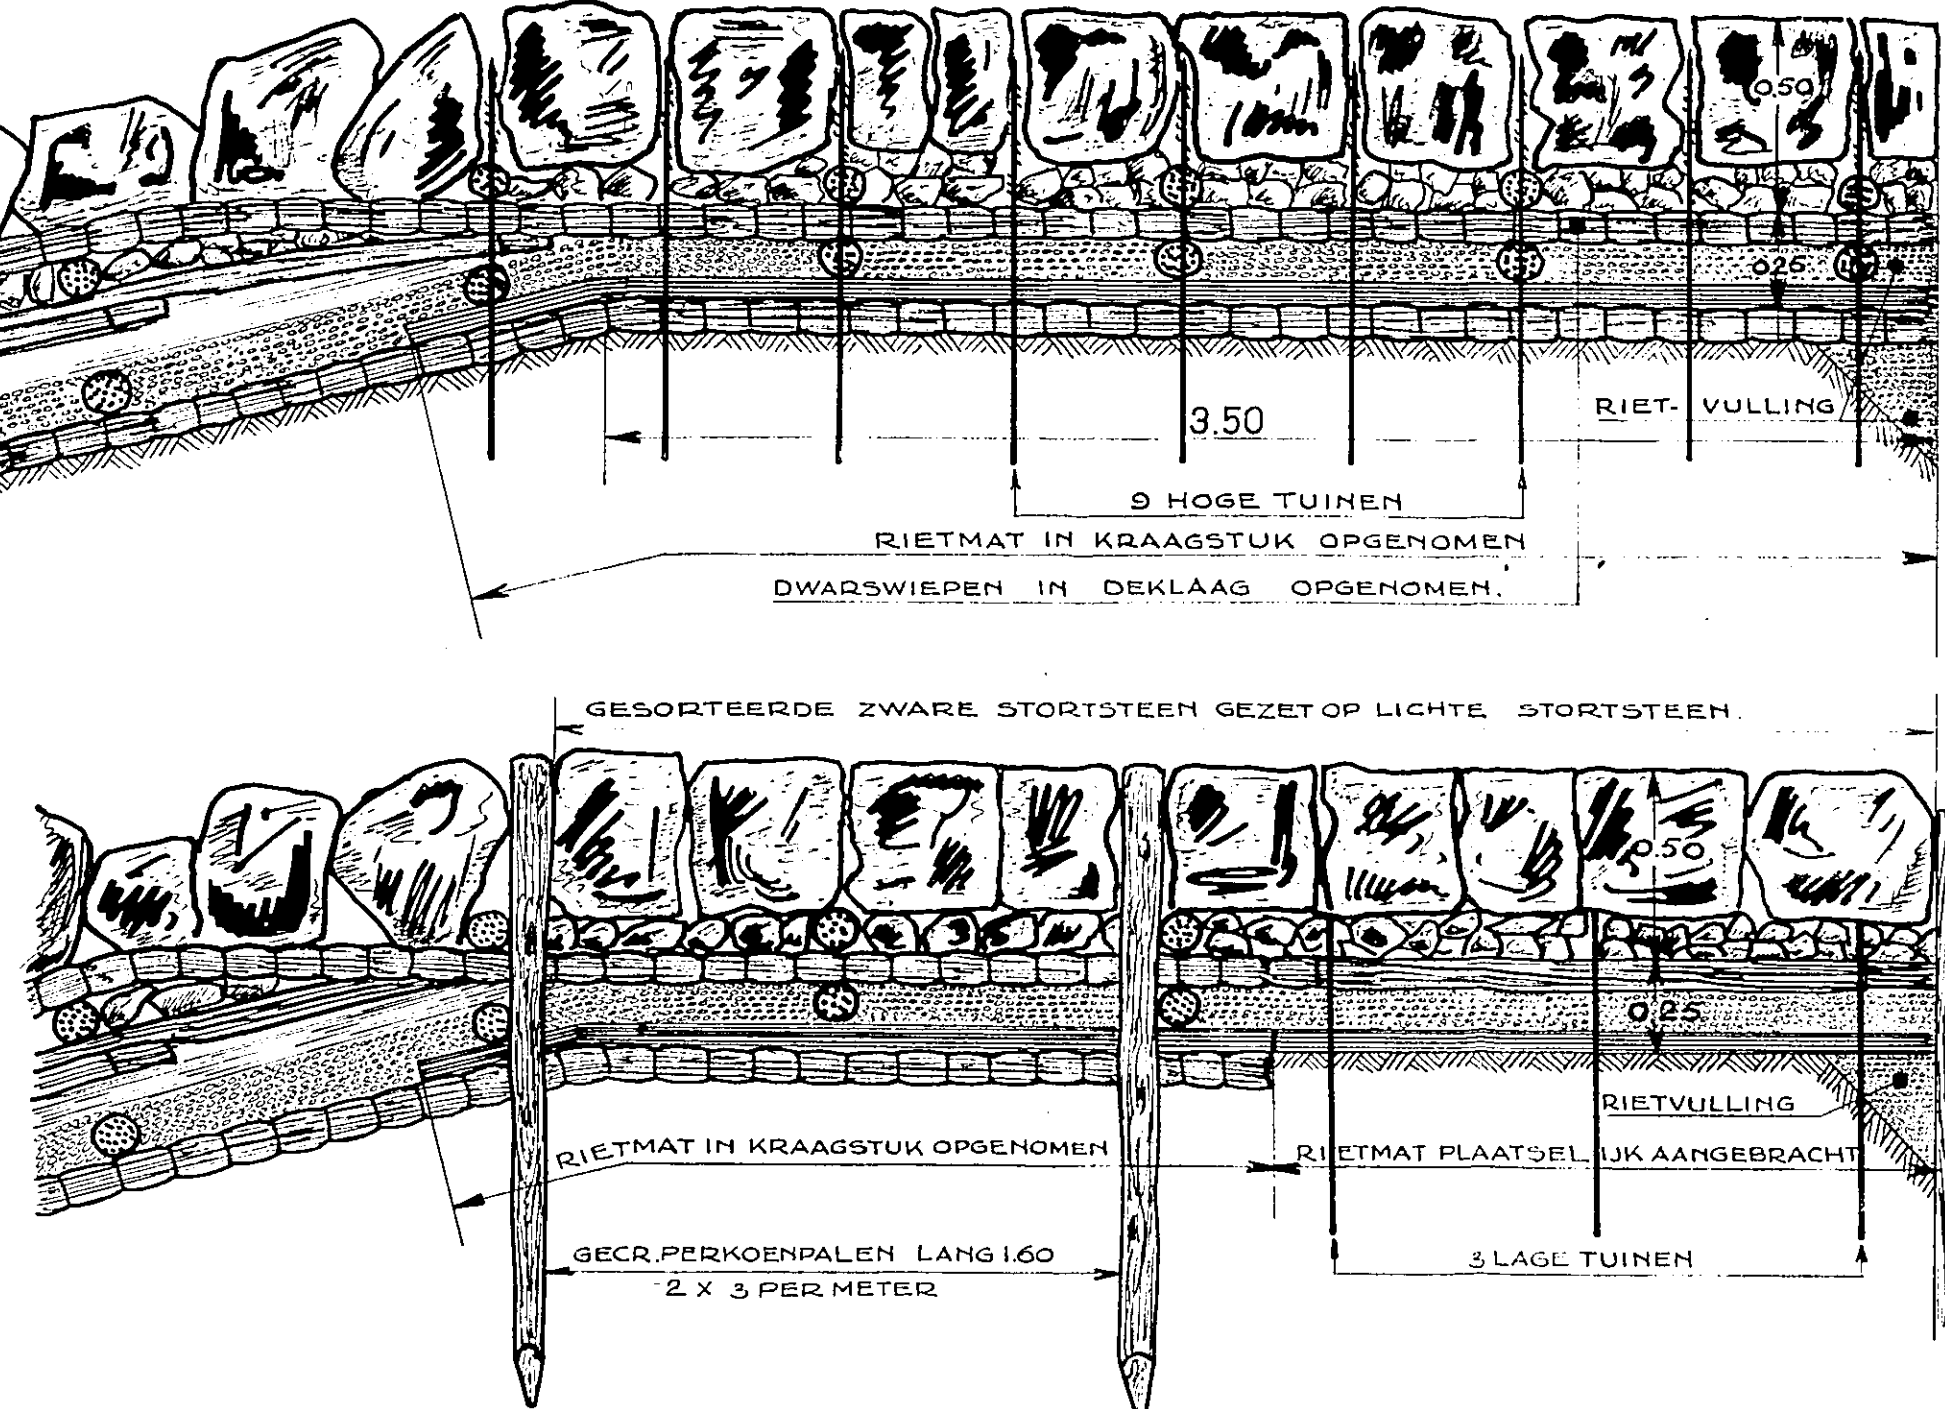 0.50
025
RIET-VULLING
3.50
9 HOGE TUINEN
RIETMAT IN KRAAGSTUK OPGENOMEN
DWARSWIEPEN IN DEKLAAG OPGENOMEN.
GESORTEERDE ZWARE STORTSTEEN GEZET OP LICHTE STORTSTEEN.
0.50
0.25
RIETVULLING
RIETMAT IN KRAAGSTUK OPGENOMEN
RIETMAT PLAATSELIJK AANGEBRACHT
GECR. PERKOENPALEN LANG 1.60
2 X 3 PER METER
3 LAGE TUINEN